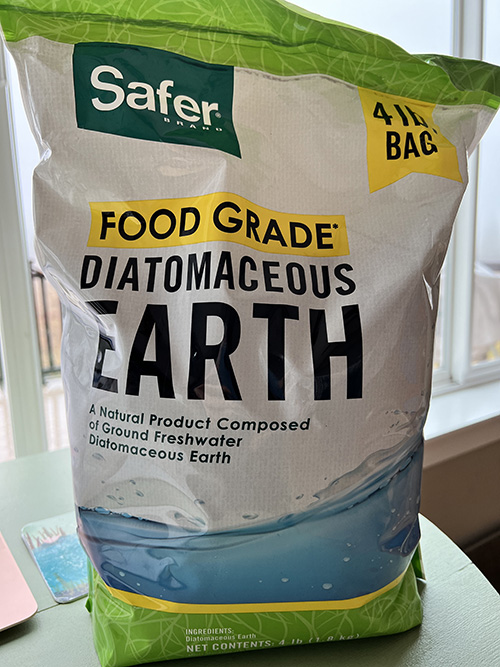 Safer®
BRAND
4 lb.
BAG
FOOD GRADE*
DIATOMACEOUS
EARTH
A Natural Product Composed
of Ground Freshwater
Diatomaceous Earth
INGREDIENTS:
Diatomaceous Earth
NET CONTENTS: 4 lb (1.8 kg)